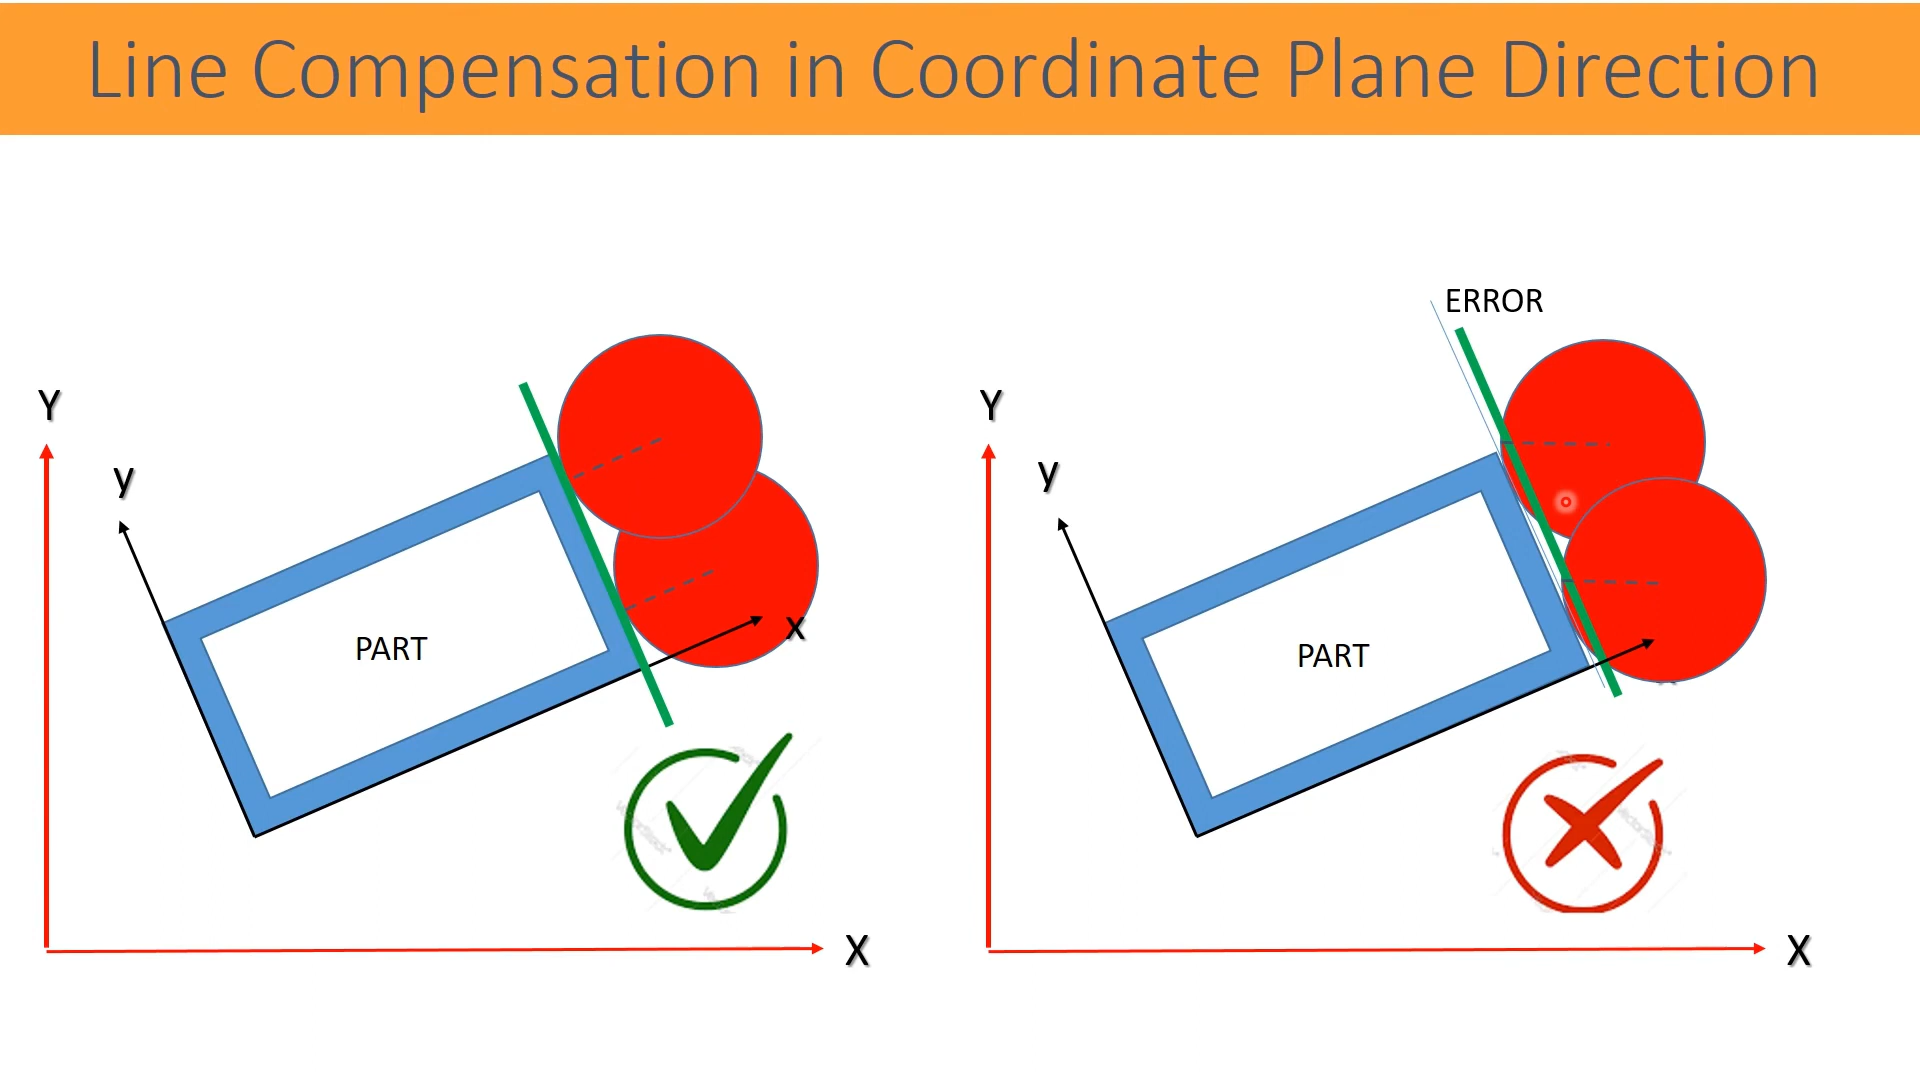 Line Compensation in Coordinate Plane Direction
ERROR
Y
y
PART
x
X
Y
y
PART
X